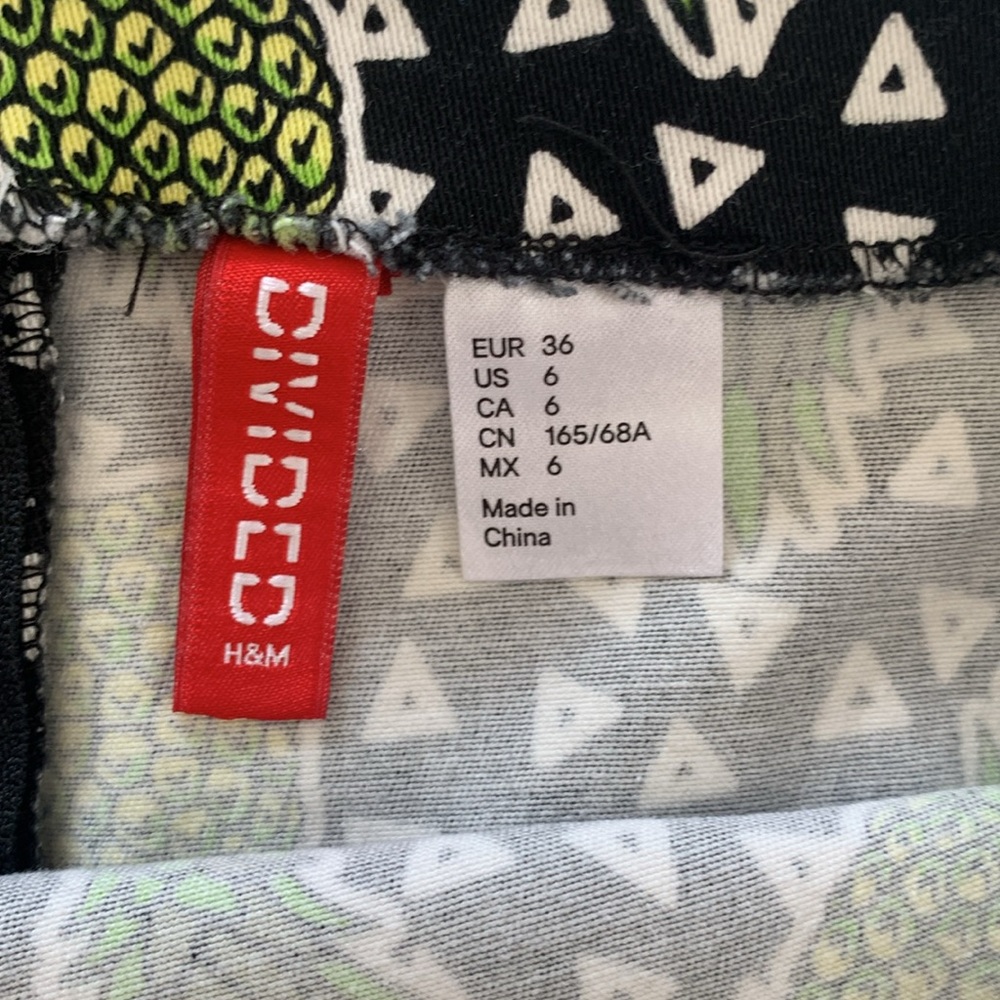 DIVIDED
H&M
EUR 36
US 6
CA 6
CN 165/68A
MX 6
Made in
China